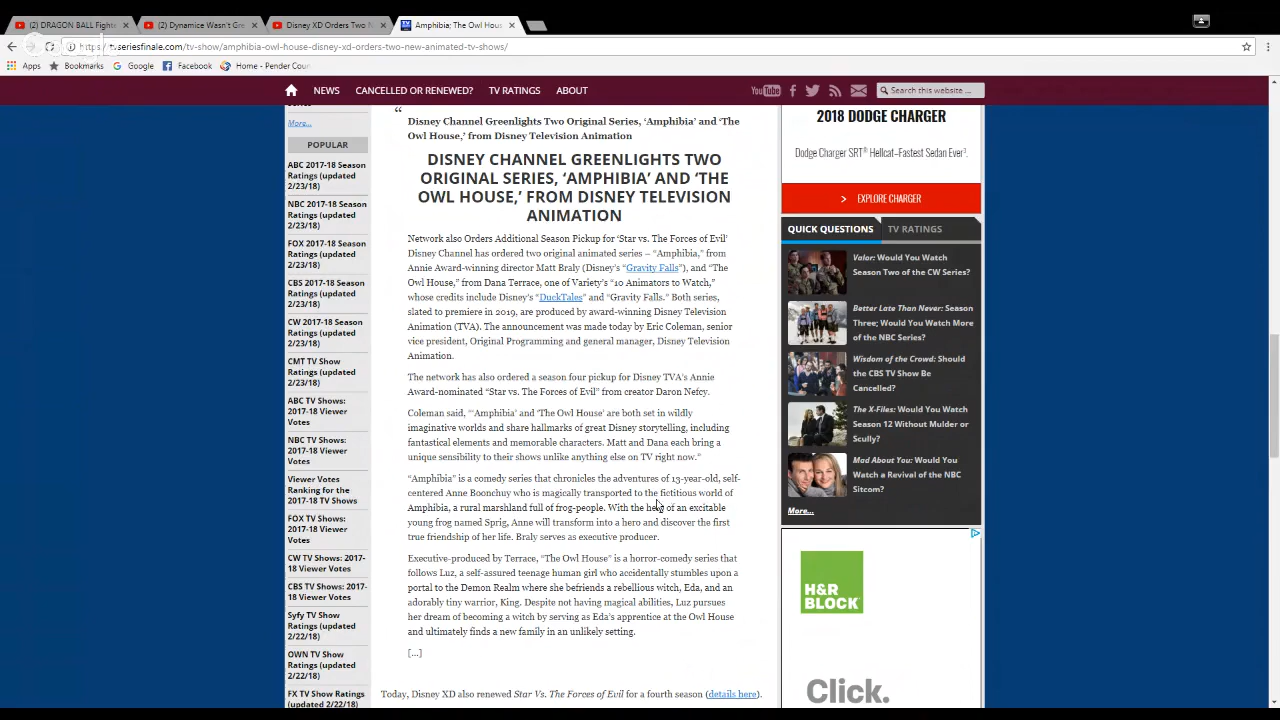 (2) DRAGON BALL Fighter
(2) Dynamice Wasn't Gre
Disney XD Orders Two N
Amphibia; The Owl Hous
tvseriesfinale.com/tv-show/amphibia-owl-house-disney-xd-orders-two-new-animated-tv-shows/
Apps
Bookmarks
Google
Facebook
Home - Pender Coun
NEWS
CANCELLED OR RENEWED?
TV RATINGS
ABOUT
YouTube
Search this website ...
More...
POPULAR
ABC 2017-18 Season
Ratings (updated
2/23/18)
NBC 2017-18 Season
Ratings (updated
2/23/18)
FOX 2017-18 Season
Ratings (updated
2/23/18)
CBS 2017-18 Season
Ratings (updated
2/23/18)
CW 2017-18 Season
Ratings (updated
2/23/18)
CMT TV Show
Ratings (updated
2/23/18)
ABC TV Shows:
2017-18 Viewer
Votes
NBC TV Shows:
2017-18 Viewer
Votes
Viewer Votes
Ranking for the
2017-18 TV Shows
FOX TV Shows:
2017-18 Viewer
Votes
CW TV Shows: 2017-
18 Viewer Votes
CBS TV Shows: 2017-
18 Viewer Votes
Syfy TV Show
Ratings (updated
2/22/18)
OWN TV Show
Ratings (updated
2/22/18)
FX TV Show Ratings
(updated 2/22/18)
“
Disney Channel Greenlights Two Original Series, ‘Amphibia’ and ‘The
Owl House,’ from Disney Television Animation
DISNEY CHANNEL GREENLIGHTS TWO
ORIGINAL SERIES, ‘AMPHIBIA’ AND ‘THE
OWL HOUSE,’ FROM DISNEY TELEVISION
ANIMATION
Network also Orders Additional Season Pickup for ‘Star vs. The Forces of Evil’
Disney Channel has ordered two original animated series – “Amphibia,” from
Annie Award-winning director Matt Braly (Disney’s “Gravity Falls”), and “The
Owl House,” from Dana Terrace, one of Variety’s “10 Animators to Watch,”
whose credits include Disney’s “DuckTales” and “Gravity Falls.” Both series,
slated to premiere in 2019, are produced by award-winning Disney Television
Animation (TVA). The announcement was made today by Eric Coleman, senior
vice president, Original Programming and general manager, Disney Television
Animation.
The network has also ordered a season four pickup for Disney TVA’s Annie
Award-nominated “Star vs. The Forces of Evil” from creator Daron Nefcy.
Coleman said, “‘Amphibia’ and ‘The Owl House’ are both set in wildly
imaginative worlds and share hallmarks of great Disney storytelling, including
fantastical elements and memorable characters. Matt and Dana each bring a
unique sensibility to their shows unlike anything else on TV right now.”
“Amphibia” is a comedy series that chronicles the adventures of 13-year-old, self-
centered Anne Boonchuy who is magically transported to the fictitious world of
Amphibia, a rural marshland full of frog-people. With the help of an excitable
young frog named Sprig, Anne will transform into a hero and discover the first
true friendship of her life. Braly serves as executive producer.
Executive-produced by Terrace, “The Owl House” is a horror-comedy series that
follows Luz, a self-assured teenage human girl who accidentally stumbles upon a
portal to the Demon Realm where she befriends a rebellious witch, Eda, and an
adorably tiny warrior, King. Despite not having magical abilities, Luz pursues
her dream of becoming a witch by serving as Eda’s apprentice at the Owl House
and ultimately finds a new family in an unlikely setting.
[...]
Today, Disney XD also renewed Star Vs. The Forces of Evil for a fourth season (details here).
2018 DODGE CHARGER
Dodge Charger SRT® Hellcat–Fastest Sedan Ever³.
> EXPLORE CHARGER
QUICK QUESTIONS
TV RATINGS
Valor: Would You Watch
Season Two of the CW Series?
Better Late Than Never: Season
Three; Would You Watch More
of the NBC Series?
Wisdom of the Crowd: Should
the CBS TV Show Be
Cancelled?
The X-Files: Would You Watch
Season 12 Without Mulder or
Scully?
Mad About You: Would You
Watch a Revival of the NBC
Sitcom?
More...
H&R
BLOCK
Click.